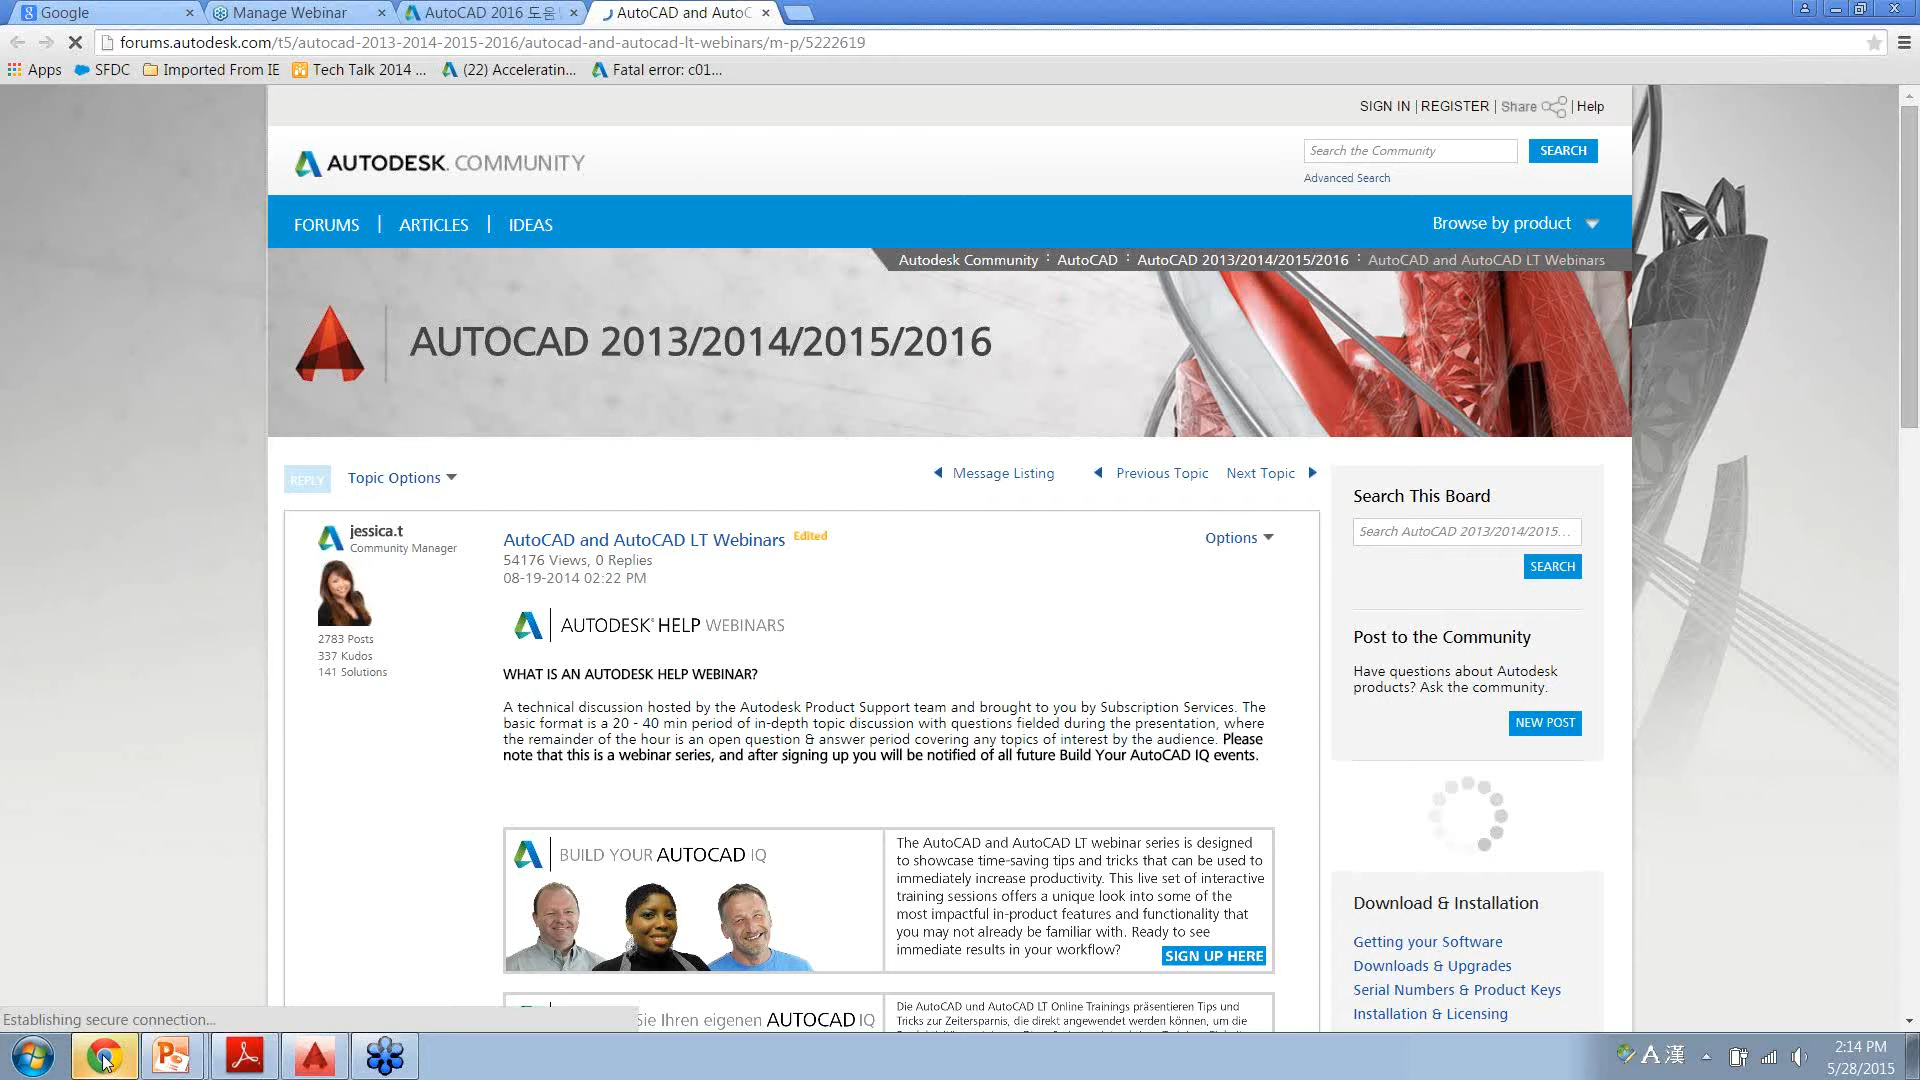 Google
Manage Webinar
AutoCAD 2016 도움
AutoCAD and AutoC
forums.autodesk.com/t5/autocad-2013-2014-2015-2016/autocad-and-autocad-lt-webinars/m-p/5222619
Apps SFDC Imported From IE Tech Talk 2014 ... (22) Acceleratin... Fatal error: c01...
SIGN IN | REGISTER | Share | Help
AUTODESK. COMMUNITY
Search the Community SEARCH
Advanced Search
FORUMS | ARTICLES | IDEAS
Browse by product
Autodesk Community : AutoCAD : AutoCAD 2013/2014/2015/2016 : AutoCAD and AutoCAD LT Webinars
AUTOCAD 2013/2014/2015/2016
REPLY Topic Options
Message Listing Previous Topic Next Topic
jessica.t
Community Manager
2783 Posts
337 Kudos
141 Solutions
AutoCAD and AutoCAD LT Webinars Edited
Options
54176 Views, 0 Replies
08-19-2014 02:22 PM
AUTODESK® HELP WEBINARS
WHAT IS AN AUTODESK HELP WEBINAR?
A technical discussion hosted by the Autodesk Product Support team and brought to you by Subscription Services. The
basic format is a 20 - 40 min period of in-depth topic discussion with questions fielded during the presentation, where
the remainder of the hour is an open question & answer period covering any topics of interest by the audience. Please
note that this is a webinar series, and after signing up you will be notified of all future Build Your AutoCAD IQ events.
BUILD YOUR AUTOCAD IQ
The AutoCAD and AutoCAD LT webinar series is designed
to showcase time-saving tips and tricks that can be used to
immediately increase productivity. This live set of interactive
training sessions offers a unique look into some of the
most impactful in-product features and functionality that
you may not already be familiar with. Ready to see
immediate results in your workflow?
SIGN UP HERE
Sie Ihren eigenen AUTOCAD IQ
Die AutoCAD und AutoCAD LT Online Trainings präsentieren Tips und
Tricks zur Zeitersparnis, die direkt angewendet werden können, um die
Search This Board
Search AutoCAD 2013/2014/2015...
SEARCH
Post to the Community
Have questions about Autodesk
products? Ask the community.
NEW POST
Download & Installation
Getting your Software
Downloads & Upgrades
Serial Numbers & Product Keys
Installation & Licensing
Establishing secure connection...
A 漢
2:14 PM
5/28/2015